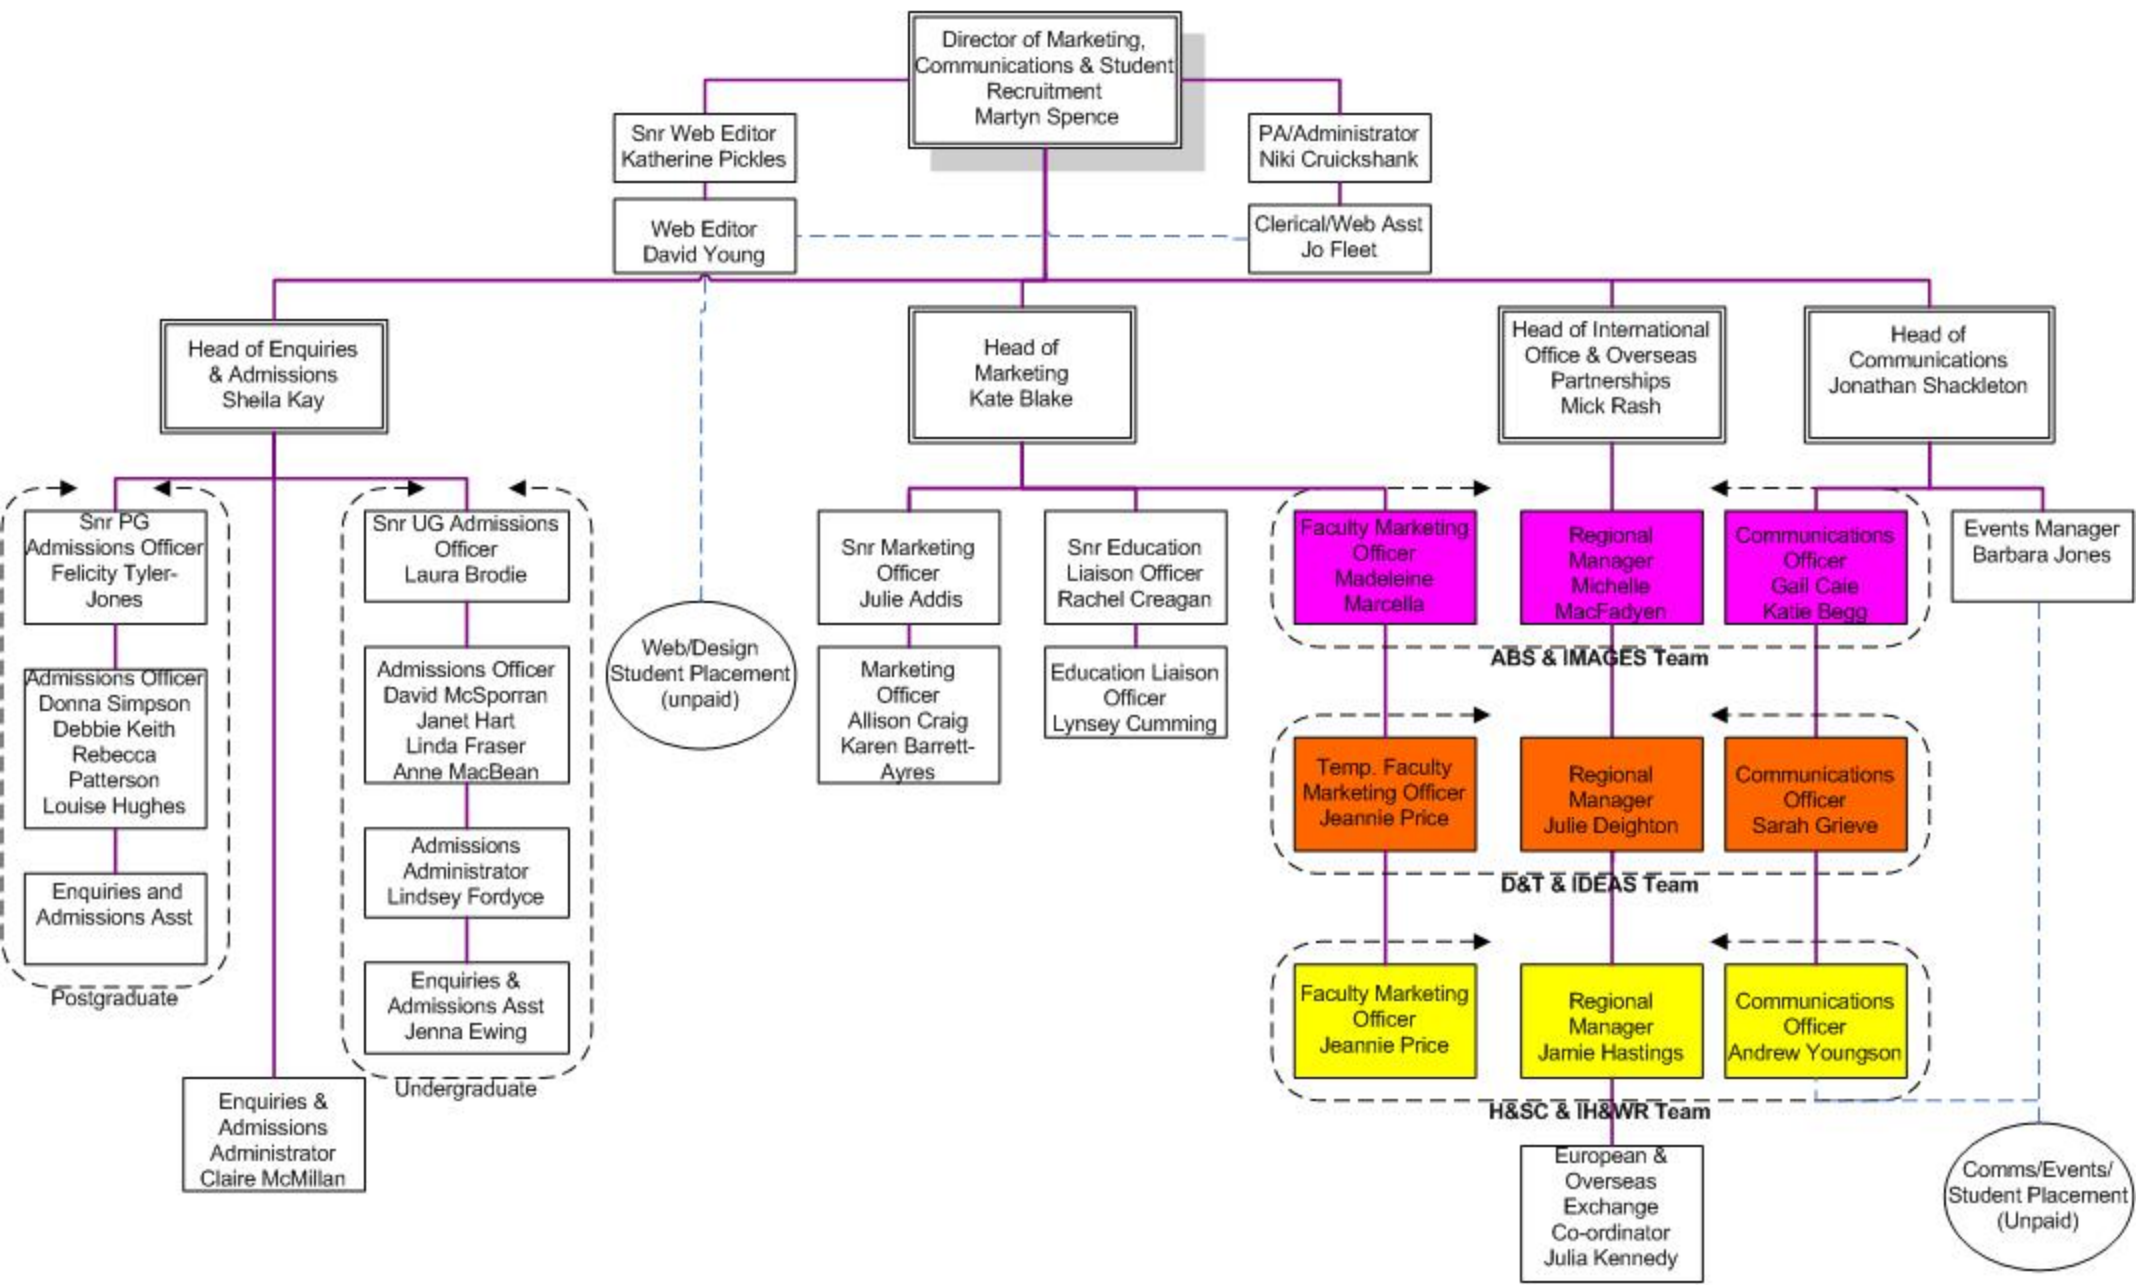 Director of Marketing,
Communications & Student
Recruitment
Martyn Spence
Snr Web Editor
Katherine Pickles
PA/Administrator
Niki Cruickshank
Web Editor
David Young
Clerical/Web Asst
Jo Fleet
Head of Enquiries
& Admissions
Sheila Kay
Head of
Marketing
Kate Blake
Head of International
Office & Overseas
Partnerships
Mick Rash
Head of
Communications
Jonathan Shackleton
Snr PG
Admissions Officer
Felicity Tyler-
Jones
Admissions Officer
Donna Simpson
Debbie Keith
Rebecca
Patterson
Louise Hughes
Enquiries and
Admissions Asst
Postgraduate
Snr UG Admissions
Officer
Laura Brodie
Admissions Officer
David McSporran
Janet Hart
Linda Fraser
Anne MacBean
Admissions
Administrator
Lindsey Fordyce
Enquiries &
Admissions Asst
Jenna Ewing
Undergraduate
Enquiries &
Admissions
Administrator
Claire McMillan
Web/Design
Student Placement
(unpaid)
Snr Marketing
Officer
Julie Addis
Marketing
Officer
Allison Craig
Karen Barrett-
Ayres
Snr Education
Liaison Officer
Rachel Creagan
Education Liaison
Officer
Lynsey Cumming
Faculty Marketing
Officer
Madeleine
Marcella
Regional
Manager
Michelle
MacFadyen
Communications
Officer
Gail Caie
Katie Begg
Events Manager
Barbara Jones
ABS & IMAGES Team
Temp. Faculty
Marketing Officer
Jeannie Price
Regional
Manager
Julie Deighton
Communications
Officer
Sarah Grieve
D&T & IDEAS Team
Faculty Marketing
Officer
Jeannie Price
Regional
Manager
Jamie Hastings
Communications
Officer
Andrew Youngson
H&SC & IH&WR Team
European &
Overseas
Exchange
Co-ordinator
Julia Kennedy
Comms/Events/
Student Placement
(Unpaid)